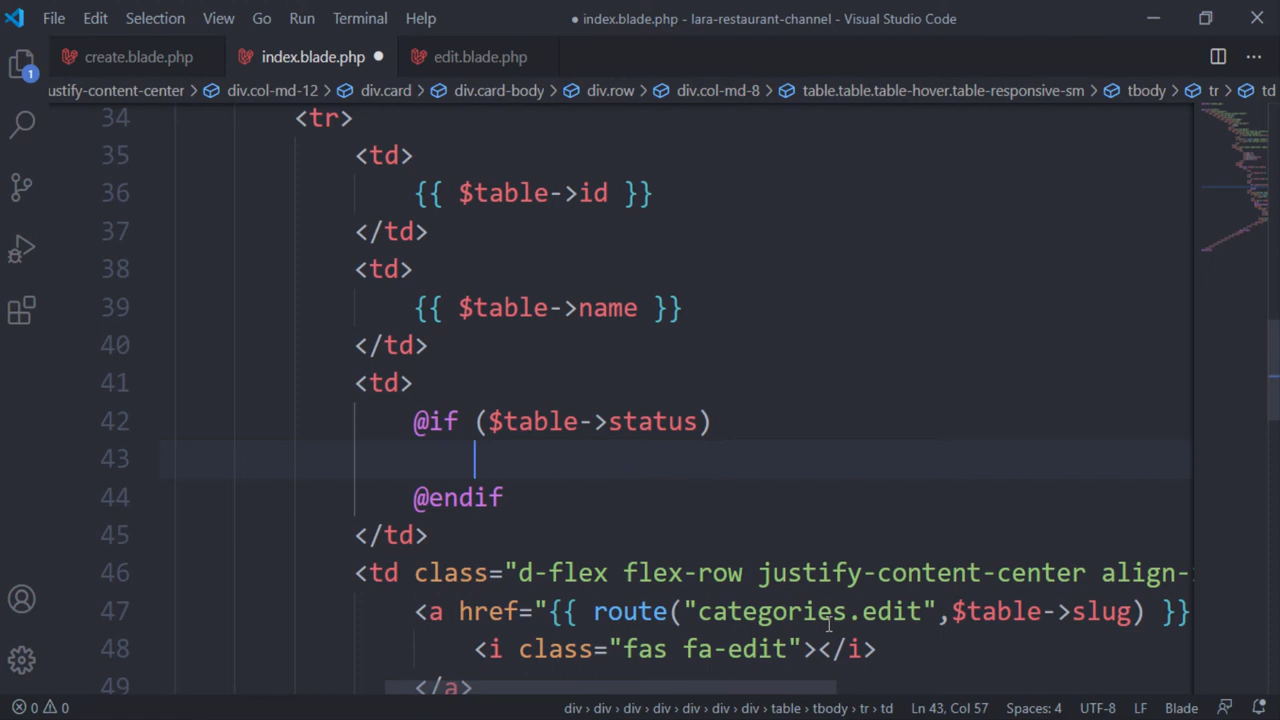 File Edit Selection View Go Run Terminal Help ● index.blade.php - lara-restaurant-channel - Visual Studio Code
create.blade.php index.blade.php ● edit.blade.php
ustify-content-center > div.col-md-12 > div.card > div.card-body > div.row > div.col-md-8 > table.table.table-hover.table-responsive-sm > tbody > tr > td
1
34 <tr>
35 <td>
36 {{ $table->id }}
37 </td>
38 <td>
39 {{ $table->name }}
40 </td>
41 <td>
42 @if ($table->status)
43
44 @endif
45 </td>
46 <td class="d-flex flex-row justify-content-center align-
47 <a href="{{ route("categories.edit",$table->slug) }}
48 <i class="fas fa-edit"></i>
49 </a>
0 0 div > div > div > div > div > div > table > tbody > tr > td Ln 43, Col 57 Spaces: 4 UTF-8 LF Blade